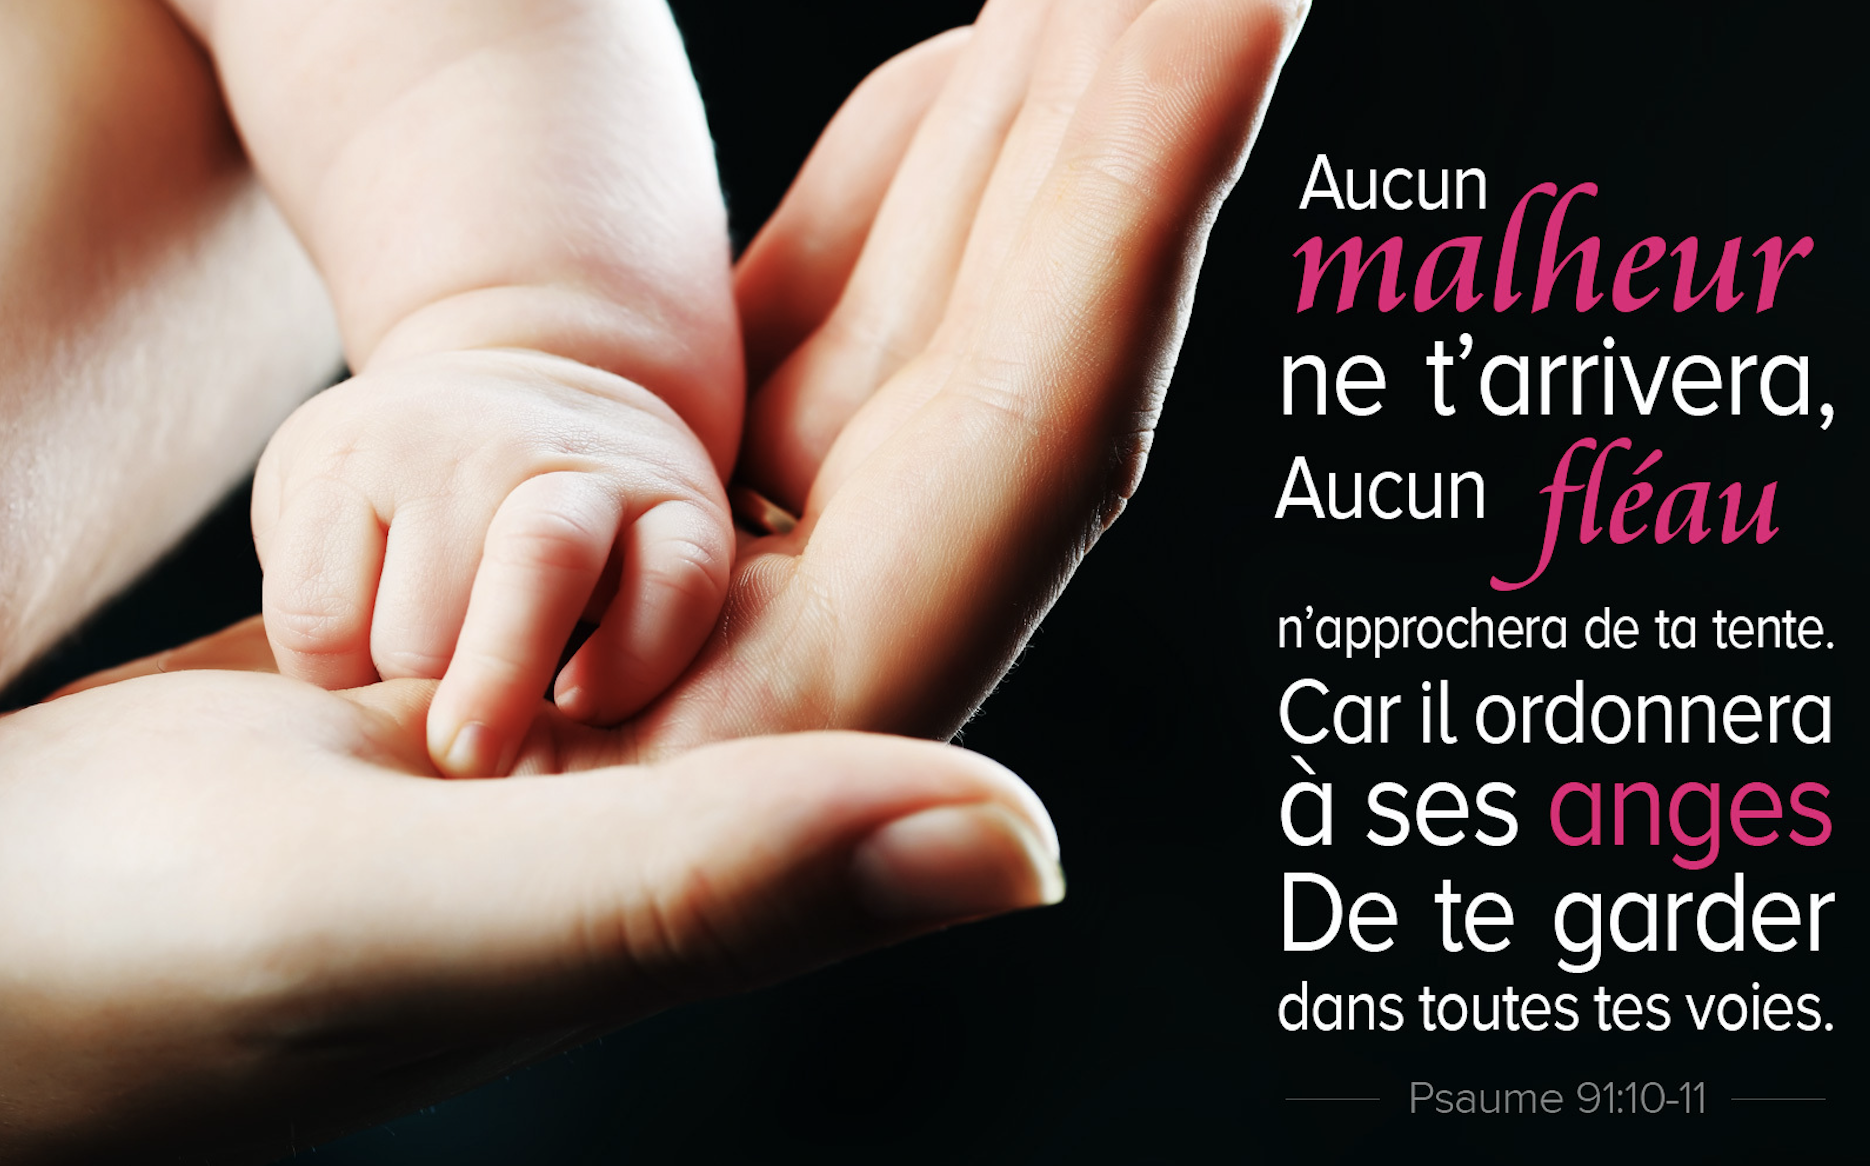 Aucun
malheur
ne t’arrivera,
Aucun fléau
n’approchera de ta tente.
Car il ordonnera
à ses anges
De te garder
dans toutes tes voies.
Psaume 91:10-11